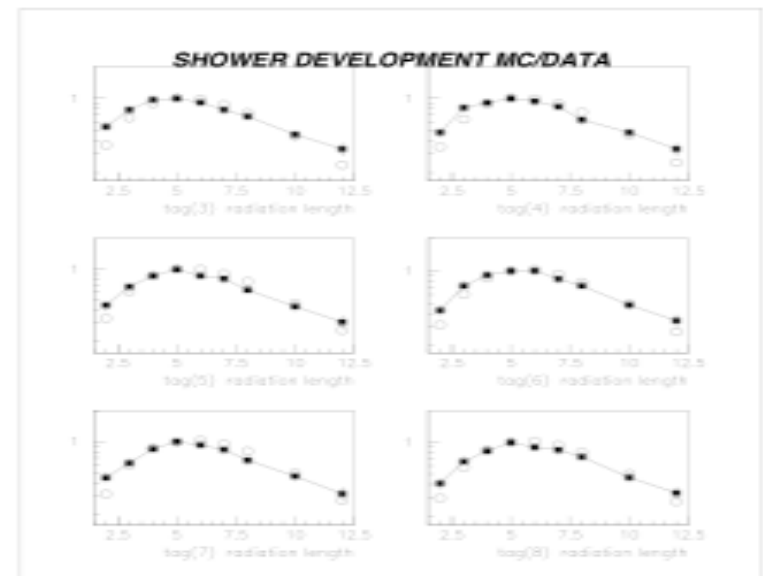 SHOWER DEVELOPMENT MC/DATA
1
1
2.5 5 7.5 10 12.5
2.5 5 7.5 10 12.5
tag(3) radiation length
tag(4) radiation length
1
1
2.5 5 7.5 10 12.5
2.5 5 7.5 10 12.5
tag(5) radiation length
tag(6) radiation length
1
1
2.5 5 7.5 10 12.5
2.5 5 7.5 10 12.5
tag(7) radiation length
tag(8) radiation length